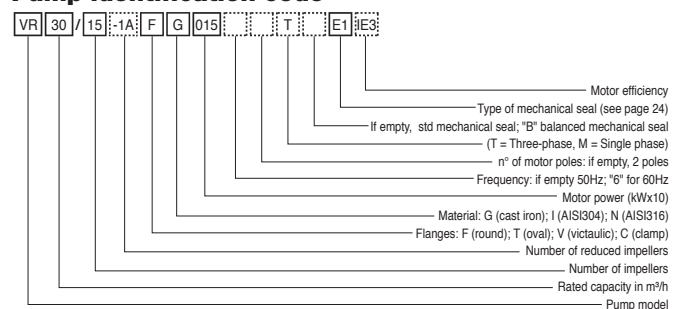 Pump identification code
VR 30 / 15 -1A F G 015 T E1 IE3
Motor efficiency
Type of mechanical seal (see page 24)
If empty, std mechanical seal; "B" balanced mechanical seal
(T = Three-phase, M = Single phase)
n° of motor poles: if empty, 2 poles
Frequency: if empty 50Hz; "6" for 60Hz
Motor power (kWx10)
Material: G (cast iron); I (AISI304); N (AISI316)
Flanges: F (round); T (oval); V (victaulic); C (clamp)
Number of reduced impellers
Number of impellers
Rated capacity in m³/h
Pump model